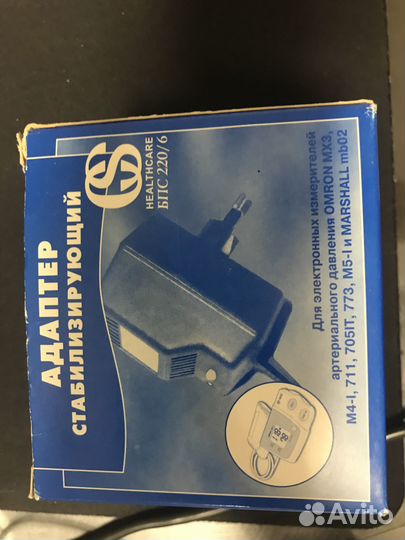 АДАПТЕР
СТАБИЛИЗИРУЮЩИЙ
CS
HEALTHCARE
БПС 220/6
Для электронных измерителей
артериального давления OMRON MX3,
M4-I, 711, 705IT, 773, M5-I и MARSHALL mb02
Avito